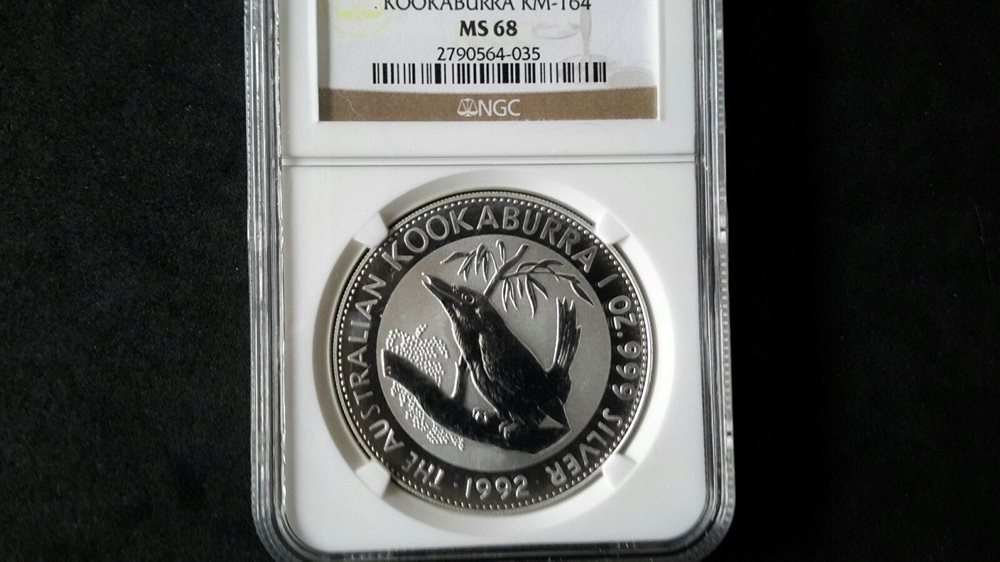 . KOOKABURRA KM-164
MS 68
2790564-035
NGC
THE AUSTRALIAN KOOKABURRA 1 OZ. 999 SILVER
· 1992 ·